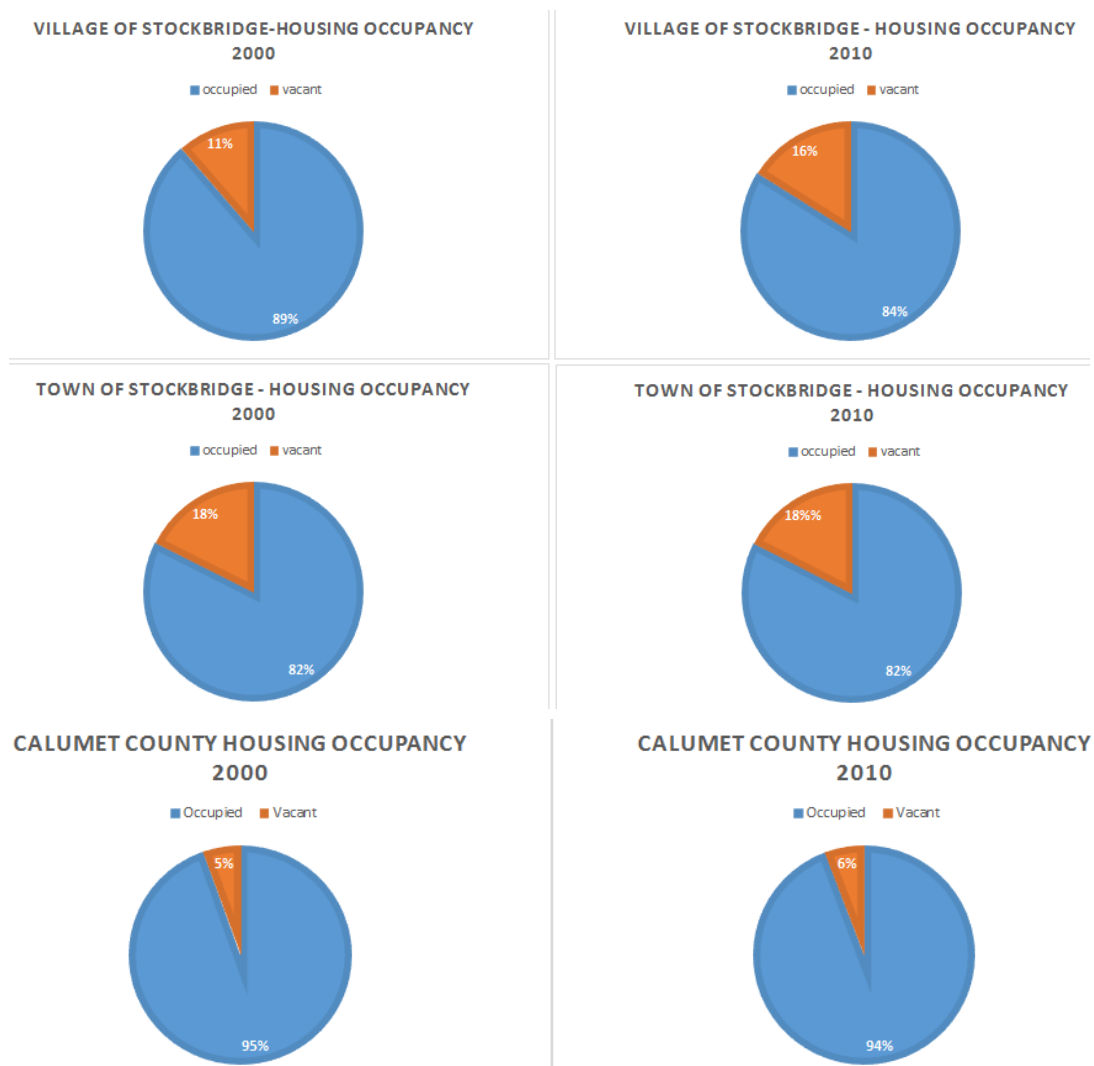 VILLAGE OF STOCKBRIDGE-HOUSING OCCUPANCY
2000
occupied vacant
11%
89%
VILLAGE OF STOCKBRIDGE - HOUSING OCCUPANCY
2010
occupied vacant
16%
84%
TOWN OF STOCKBRIDGE - HOUSING OCCUPANCY
2000
occupied vacant
18%
82%
TOWN OF STOCKBRIDGE - HOUSING OCCUPANCY
2010
occupied vacant
18%%
82%
CALUMET COUNTY HOUSING OCCUPANCY
2000
Occupied Vacant
5%
95%
CALUMET COUNTY HOUSING OCCUPANCY
2010
Occupied Vacant
6%
94%